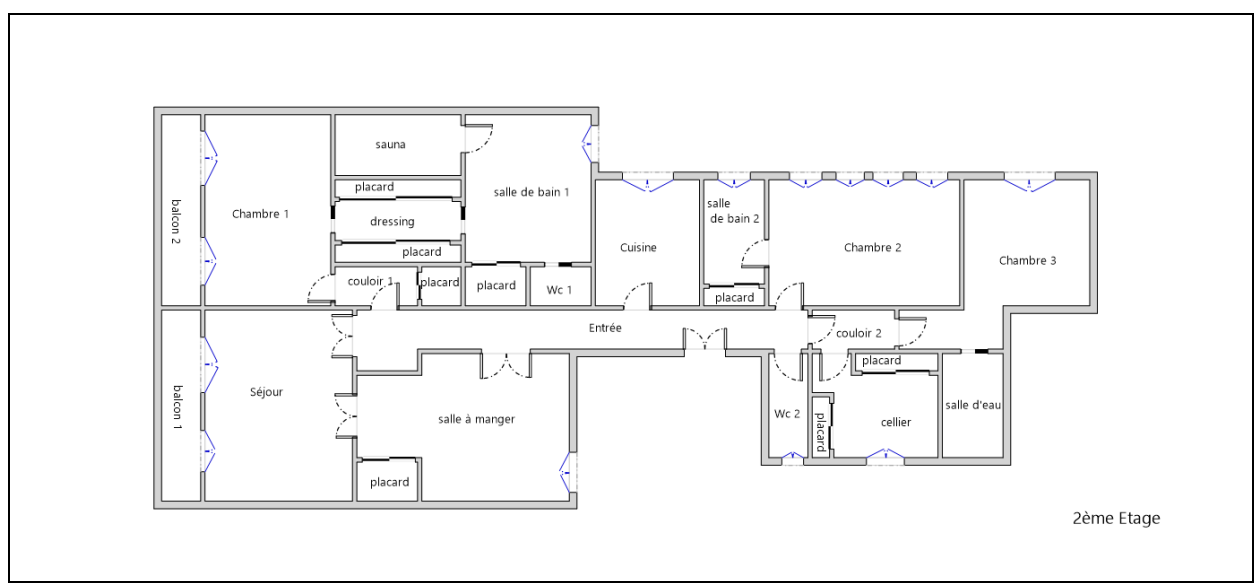 sauna
placard
salle de bain 1
balcon 2
Chambre 1
dressing
placard
salle
de bain 2
Cuisine
Chambre 2
Chambre 3
couloir 1
placard
placard
Wc 1
placard
Entrée
couloir 2
placard
balcon 1
Séjour
salle à manger
Wc 2
placard
cellier
salle d'eau
placard
2ème Etage